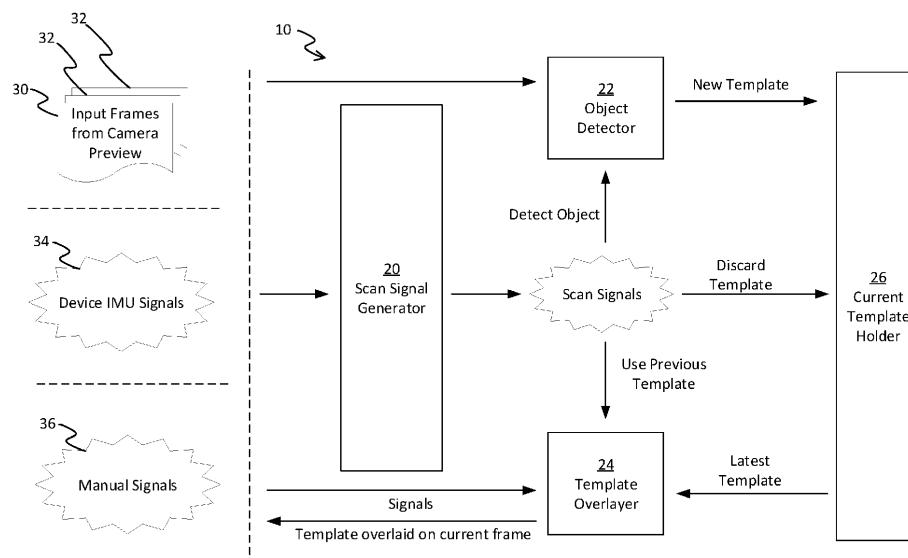 32
32
10
30
Input Frames
from Camera
Preview
22
Object
Detector
New Template
Detect Object
34
Device IMU Signals
20
Scan Signal
Generator
Scan Signals
Discard
Template
26
Current
Template
Holder
Use Previous
Template
36
Manual Signals
24
Template
Overlayer
Latest
Template
Signals
Template overlaid on current frame